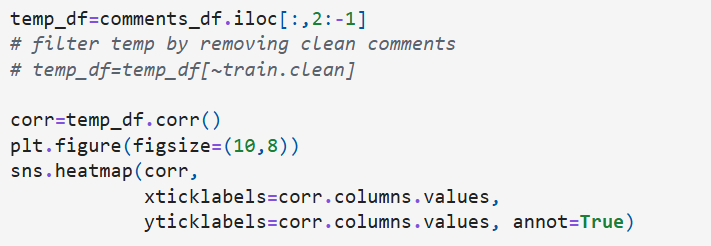 temp_df=comments_df.iloc[:,2:-1]
# filter temp by removing clean comments
# temp_df=temp_df[~train.clean]

corr=temp_df.corr()
plt.figure(figsize=(10,8))
sns.heatmap(corr,
            xticklabels=corr.columns.values,
            yticklabels=corr.columns.values, annot=True)